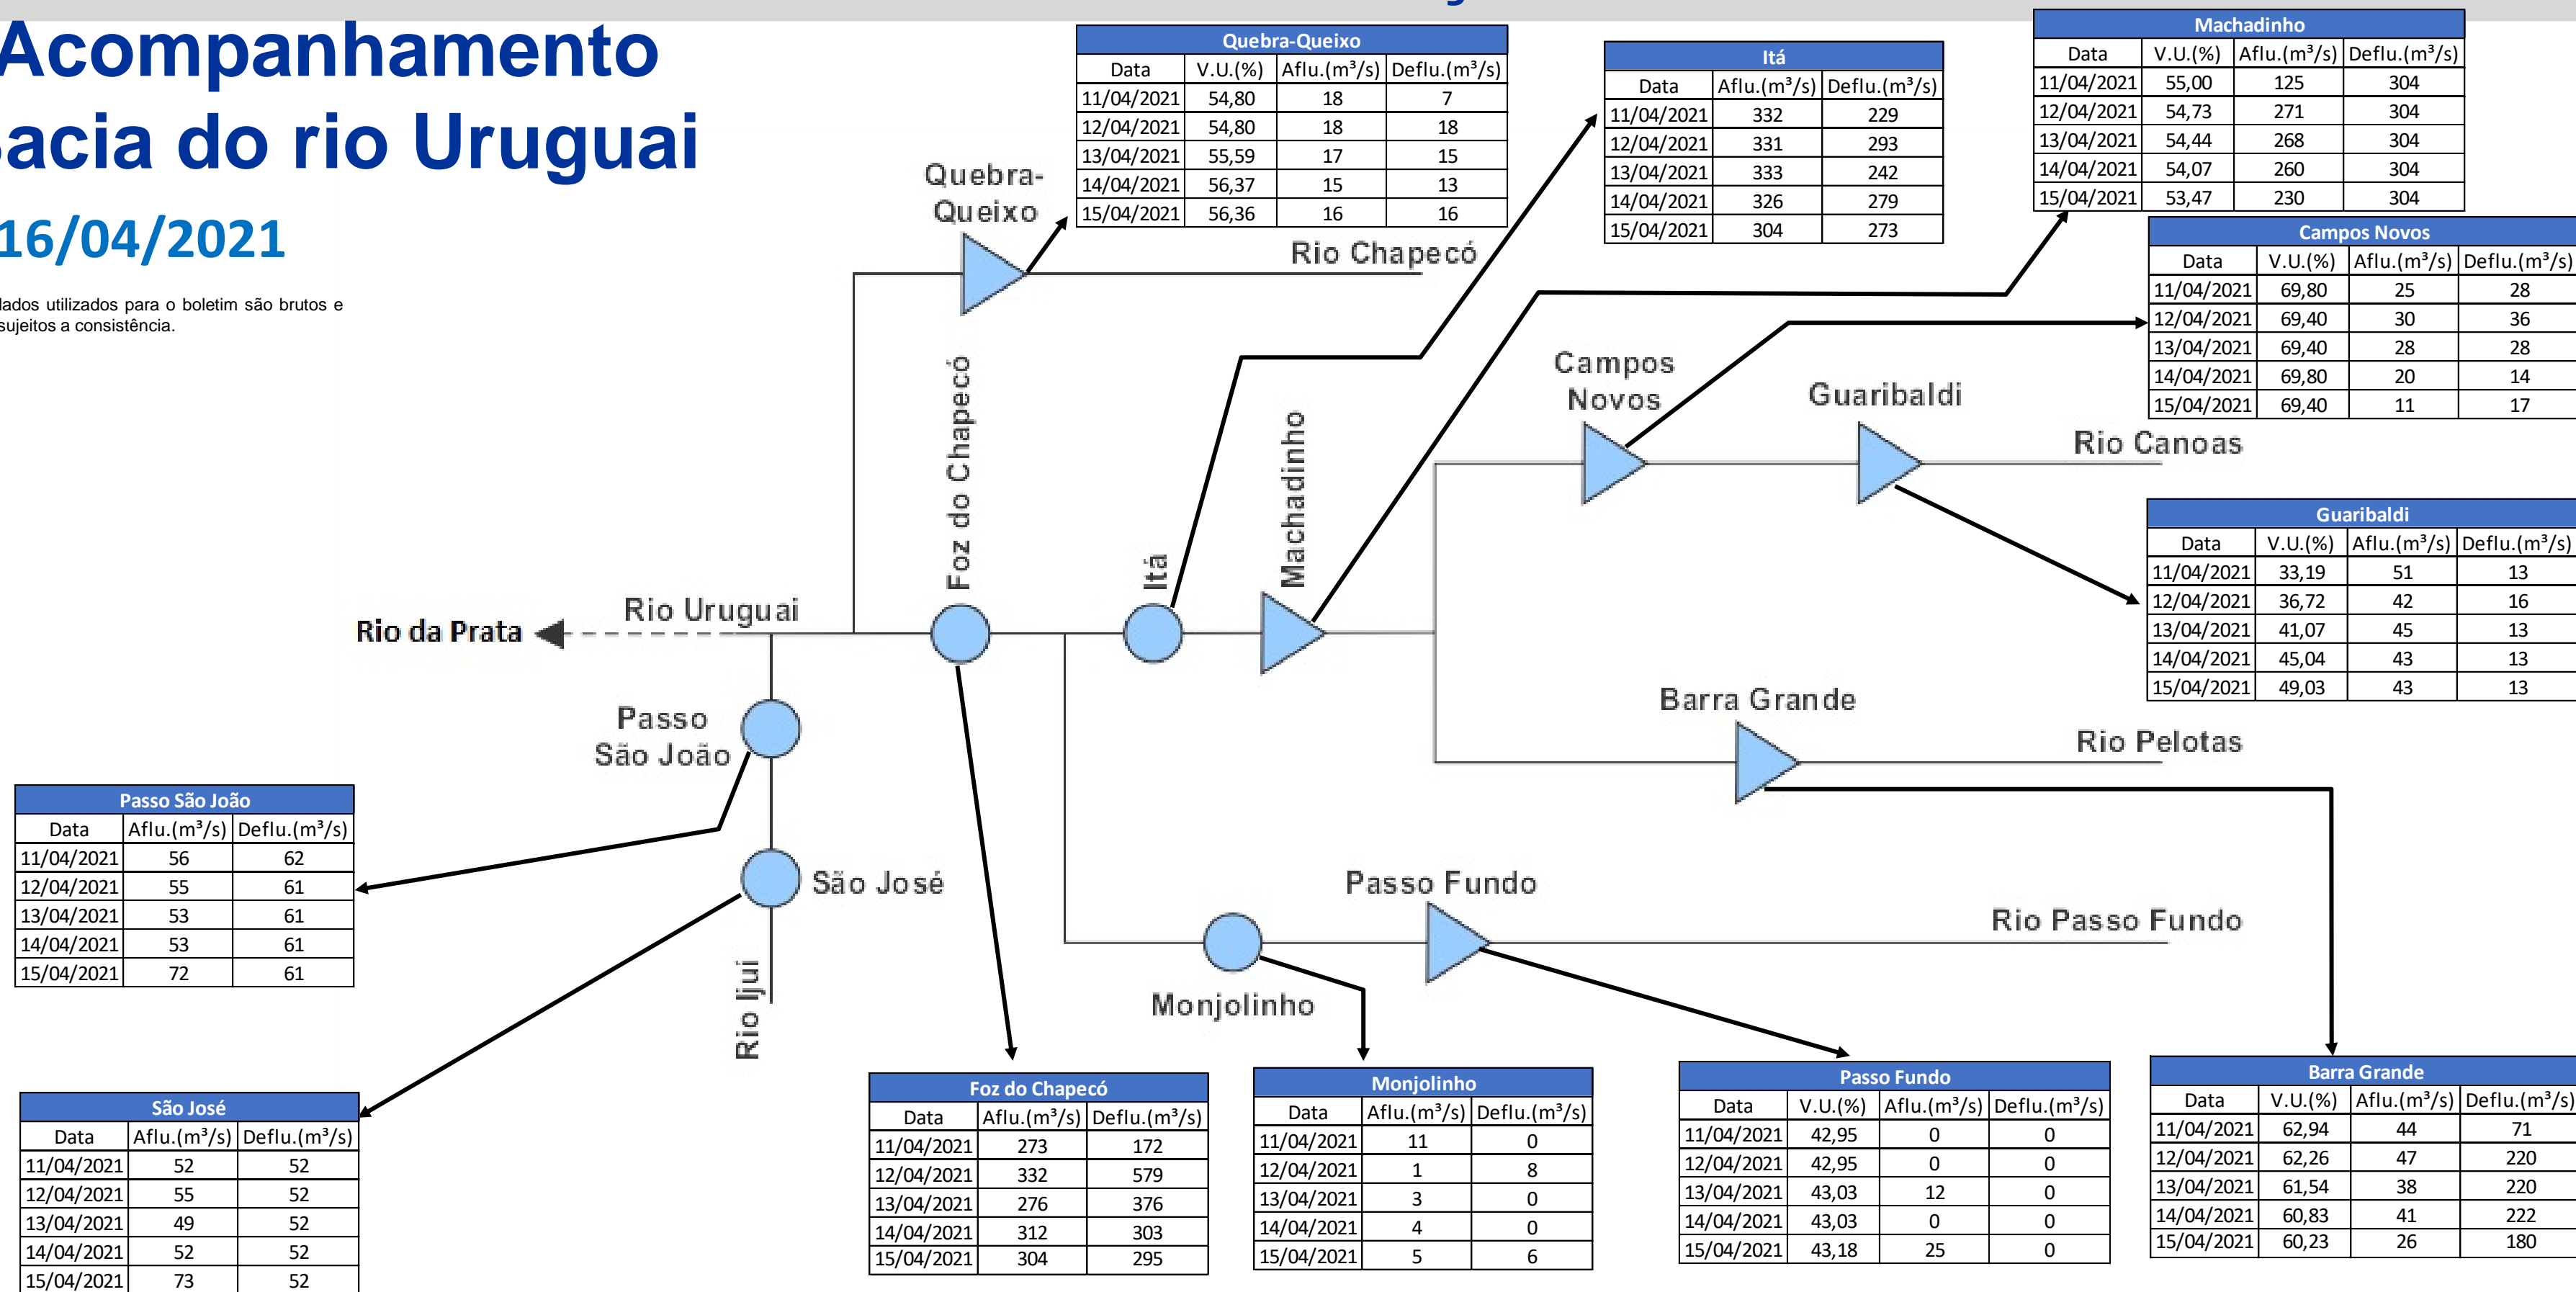 Acompanhamento
acia do rio Uruguai
16/04/2021
dados utilizados para o boletim são brutos e
sujeitos a consistência.
Quebra-Queixo
Data V.U.(%) Aflu.(m³/s) Deflu.(m³/s)
11/04/2021 54,80 18 7
12/04/2021 54,80 18 18
13/04/2021 55,59 17 15
14/04/2021 56,37 15 13
15/04/2021 56,36 16 16
Itá
Data Aflu.(m³/s) Deflu.(m³/s)
11/04/2021 332 229
12/04/2021 331 293
13/04/2021 333 242
14/04/2021 326 279
15/04/2021 304 273
Machadinho
Data V.U.(%) Aflu.(m³/s) Deflu.(m³/s)
11/04/2021 55,00 125 304
12/04/2021 54,73 271 304
13/04/2021 54,44 268 304
14/04/2021 54,07 260 304
15/04/2021 53,47 230 304
Campos Novos
Data V.U.(%) Aflu.(m³/s) Deflu.(m³/s)
11/04/2021 69,80 25 28
12/04/2021 69,40 30 36
13/04/2021 69,40 28 28
14/04/2021 69,80 20 14
15/04/2021 69,40 11 17
Guaribaldi
Data V.U.(%) Aflu.(m³/s) Deflu.(m³/s)
11/04/2021 33,19 51 13
12/04/2021 36,72 42 16
13/04/2021 41,07 45 13
14/04/2021 45,04 43 13
15/04/2021 49,03 43 13
Quebra-
Queixo
Rio Chapecó
Foz do Chapecó
Itá
Machadinho
Campos
Novos
Guaribaldi
Rio Canoas
Rio da Prata
Rio Uruguai
Barra Grande
Rio Pelotas
Passo
São João
São José
Rio Ijui
Passo Fundo
Rio Passo Fundo
Monjolinho
Passo São João
Data Aflu.(m³/s) Deflu.(m³/s)
11/04/2021 56 62
12/04/2021 55 61
13/04/2021 53 61
14/04/2021 53 61
15/04/2021 72 61
São José
Data Aflu.(m³/s) Deflu.(m³/s)
11/04/2021 52 52
12/04/2021 55 52
13/04/2021 49 52
14/04/2021 52 52
15/04/2021 73 52
Foz do Chapecó
Data Aflu.(m³/s) Deflu.(m³/s)
11/04/2021 273 172
12/04/2021 332 579
13/04/2021 276 376
14/04/2021 312 303
15/04/2021 304 295
Monjolinho
Data Aflu.(m³/s) Deflu.(m³/s)
11/04/2021 11 0
12/04/2021 1 8
13/04/2021 3 0
14/04/2021 4 0
15/04/2021 5 6
Passo Fundo
Data V.U.(%) Aflu.(m³/s) Deflu.(m³/s)
11/04/2021 42,95 0 0
12/04/2021 42,95 0 0
13/04/2021 43,03 12 0
14/04/2021 43,03 0 0
15/04/2021 43,18 25 0
Barra Grande
Data V.U.(%) Aflu.(m³/s) Deflu.(m³/s)
11/04/2021 62,94 44 71
12/04/2021 62,26 47 220
13/04/2021 61,54 38 220
14/04/2021 60,83 41 222
15/04/2021 60,23 26 180